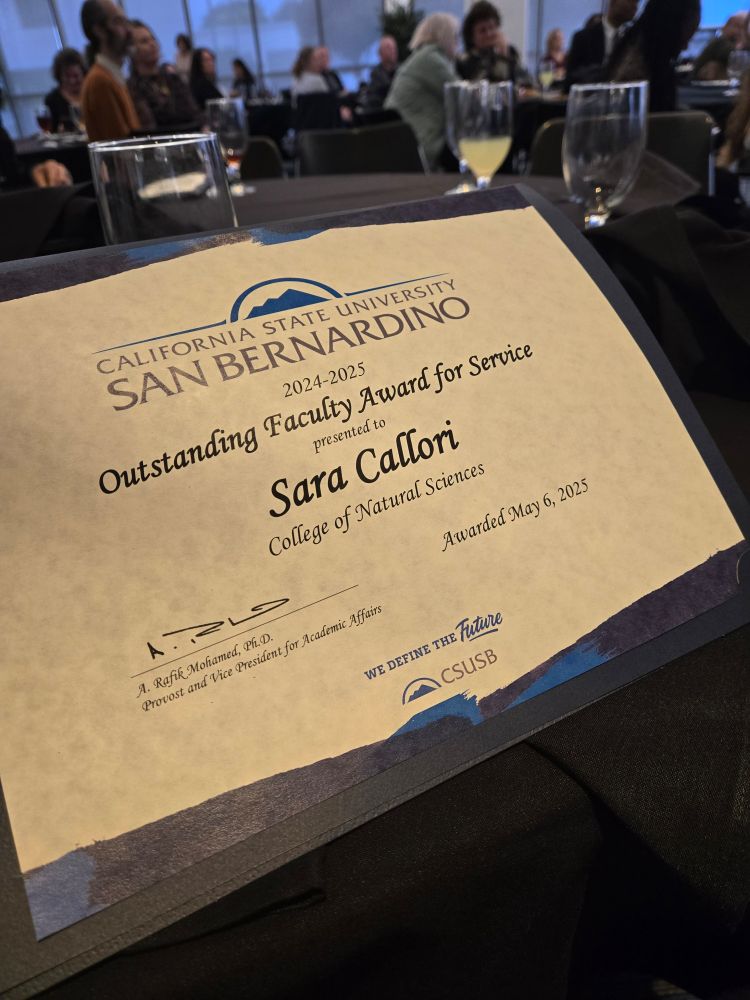 CALIFORNIA STATE UNIVERSITY
SAN BERNARDINO
2024-2025
Outstanding Faculty Award for Service
presented to
Sara Callori
College of Natural Sciences
Awarded May 6, 2025
A. Rafik Mohamed, Ph.D.
Provost and Vice President for Academic Affairs
WE DEFINE THE Future
CSUSB